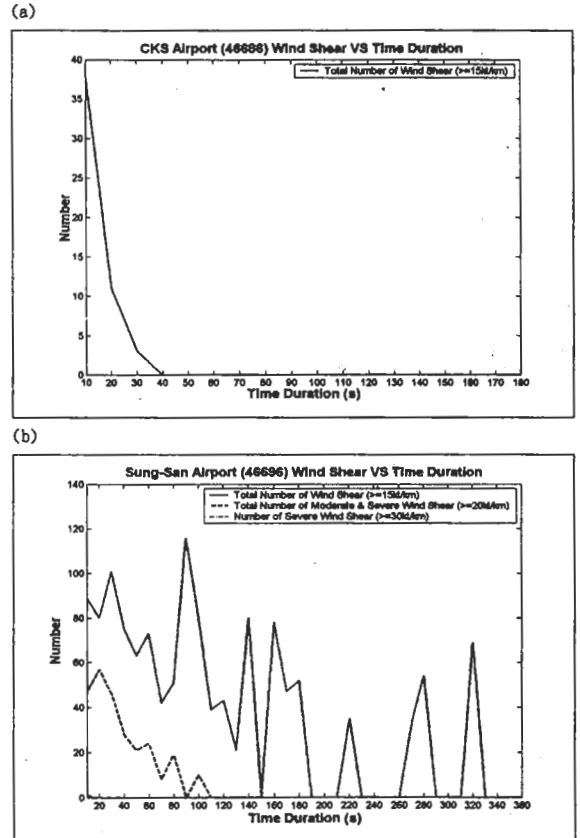 (a)
CKS Airport (46686) Wind Shear VS Time Duration
Total Number of Wind Shear (>=15kt/km)
40
35
30
25
20
15
10
5
0
Number
10 20 30 40 50 60 70 80 90 100 110 120 130 140 150 160 170 180
Time Duration (s)
(b)
Sung-San Airport (46696) Wind Shear VS Time Duration
Total Number of Wind Shear (>=15kt/km)
Total Number of Moderate & Severe Wind Shear (>=20kt/km)
Number of Severe Wind Shear (>=30kt/km)
140
120
100
80
60
40
20
0
Number
20 40 60 80 100 120 140 160 180 200 220 240 260 280 300 320 340 360 380
Time Duration (s)